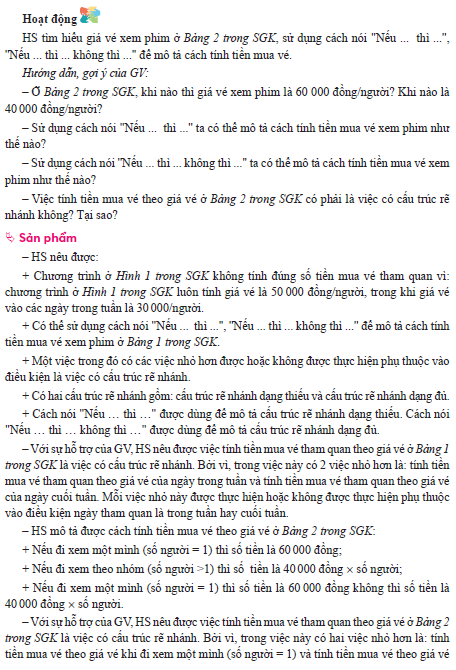 Hoạt động
HS tìm hiểu giá vé xem phim ở Bảng 2 trong SGK, sử dụng cách nói "Nếu ... thì ...",
"Nếu ... thì ... không thì ..." để mô tả cách tính tiền mua vé.
Hướng dẫn, gợi ý của GV:
– Ở Bảng 2 trong SGK, khi nào thì giá vé xem phim là 60 000 đồng/người? Khi nào là
40 000 đồng/người?
– Sử dụng cách nói "Nếu ... thì ..." ta có thể mô tả cách tính tiền mua vé xem phim như
thế nào?
– Sử dụng cách nói "Nếu ... thì ... không thì ..." ta có thể mô tả cách tính tiền mua vé xem
phim như thế nào?
– Việc tính tiền mua vé theo giá vé ở Bảng 2 trong SGK có phải là việc có cấu trúc rẽ
nhánh không? Tại sao?
Sản phẩm
– HS nêu được:
+ Chương trình ở Hình 1 trong SGK không tính đúng số tiền mua vé tham quan vì:
chương trình ở Hình 1 trong SGK luôn tính giá vé là 50 000 đồng/người, trong khi giá vé
vào các ngày trong tuần là 30 000/người.
+ Có thể sử dụng cách nói "Nếu ... thì ...", "Nếu ... thì ... không thì ..." để mô tả cách tính
tiền mua vé xem phim ở Bảng 1 trong SGK.
+ Một việc trong đó có các việc nhỏ hơn được hoặc không được thực hiện phụ thuộc vào
điều kiện là việc có cấu trúc rẽ nhánh.
+ Có hai cấu trúc rẽ nhánh gồm: cấu trúc rẽ nhánh dạng thiếu và cấu trúc rẽ nhánh dạng đủ.
+ Cách nói "Nếu … thì …" được dùng để mô tả cấu trúc rẽ nhánh dạng thiếu. Cách nói
"Nếu … thì … không thì …" được dùng để mô tả cấu trúc rẽ nhánh dạng đủ.
– Với sự hỗ trợ của GV, HS nêu được việc tính tiền mua vé tham quan theo giá vé ở Bảng 1
trong SGK là việc có cấu trúc rẽ nhánh. Bởi vì, trong việc này có 2 việc nhỏ hơn là: tính tiền
mua vé tham quan theo giá vé của ngày trong tuần và tính tiền mua vé tham quan theo giá vé
của ngày cuối tuần. Mỗi việc nhỏ này được thực hiện hoặc không được thực hiện phụ thuộc
vào điều kiện ngày tham quan là trong tuần hay cuối tuần.
– HS mô tả được cách tính tiền mua vé theo giá vé ở Bảng 2 trong SGK:
+ Nếu đi xem một mình (số người = 1) thì số tiền là 60 000 đồng;
+ Nếu đi xem theo nhóm (số người >1) thì số tiền là 40 000 đồng × số người;
+ Nếu đi xem một mình (số người = 1) thì số tiền là 60 000 đồng không thì số tiền là
40 000 đồng × số người.
– Với sự hỗ trợ của GV, HS nêu được việc tính tiền mua vé tham quan theo giá vé ở Bảng 2
trong SGK là việc có cấu trúc rẽ nhánh. Bởi vì, trong việc này có hai việc nhỏ hơn là: tính
tiền mua vé theo giá vé khi đi xem một mình (số người = 1) và tính tiền mua vé theo giá vé